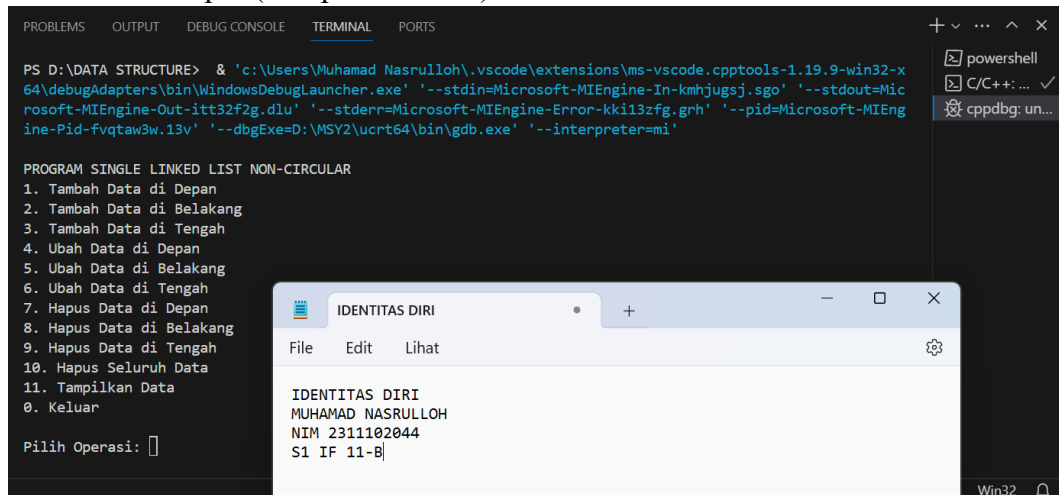 PROBLEMS OUTPUT DEBUG CONSOLE TERMINAL PORTS
PS D:\DATA STRUCTURE> & 'c:\Users\Muhamad Nasrulloh\.vscode\extensions\ms-vscode.cpptools-1.19.9-win32-x
64\debugAdapters\bin\WindowsDebugLauncher.exe' '--stdin=Microsoft-MIEngine-In-kmhjugsj.sgo' '--stdout=Mic
rosoft-MIEngine-Out-itt32f2g.dlu' '--stderr=Microsoft-MIEngine-Error-kki13zfg.grh' '--pid=Microsoft-MIEng
ine-Pid-fvqtaw3w.13v' '--dbgExe=D:\MSY2\ucrt64\bin\gdb.exe' '--interpreter=mi'
powershell
C/C++: ...
cppdbg: un...
PROGRAM SINGLE LINKED LIST NON-CIRCULAR
1. Tambah Data di Depan
2. Tambah Data di Belakang
3. Tambah Data di Tengah
4. Ubah Data di Depan
5. Ubah Data di Belakang
6. Ubah Data di Tengah
7. Hapus Data di Depan
8. Hapus Data di Belakang
9. Hapus Data di Tengah
10. Hapus Seluruh Data
11. Tampilkan Data
0. Keluar
Pilih Operasi:
IDENTITAS DIRI
File Edit Lihat
IDENTITAS DIRI
MUHAMAD NASRULLOH
NIM 2311102044
S1 IF 11-B
Win32